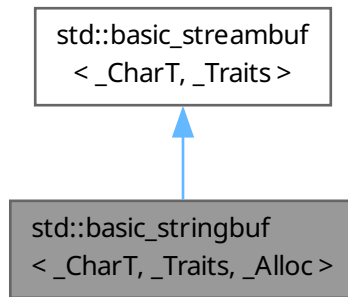 std::basic_streambuf
< _CharT, _Traits >
std::basic_stringbuf
< _CharT, _Traits, _Alloc >